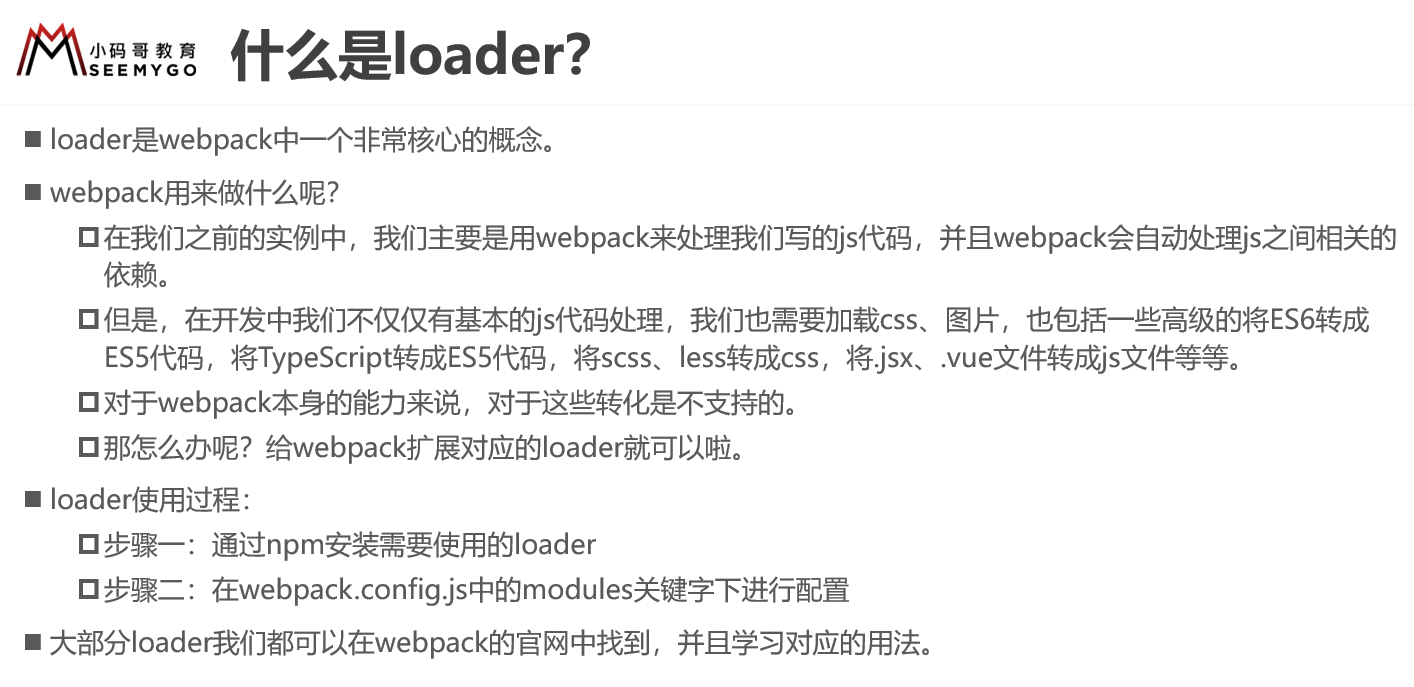 小码哥教育
SEEMYGO
什么是loader？
loader是webpack中一个非常核心的概念。
webpack用来做什么呢？
在我们之前的实例中，我们主要是用webpack来处理我们写的js代码，并且webpack会自动处理js之间相关的
依赖。
但是，在开发中我们不仅仅有基本的js代码处理，我们也需要加载css、图片，也包括一些高级的将ES6转成
ES5代码，将TypeScript转成ES5代码，将scss、less转成css，将.jsx、.vue文件转成js文件等等。
对于webpack本身的能力来说，对于这些转化是不支持的。
那怎么办呢？给webpack扩展对应的loader就可以啦。
loader使用过程：
步骤一：通过npm安装需要使用的loader
步骤二：在webpack.config.js中的modules关键字下进行配置
大部分loader我们都可以在webpack的官网中找到，并且学习对应的用法。